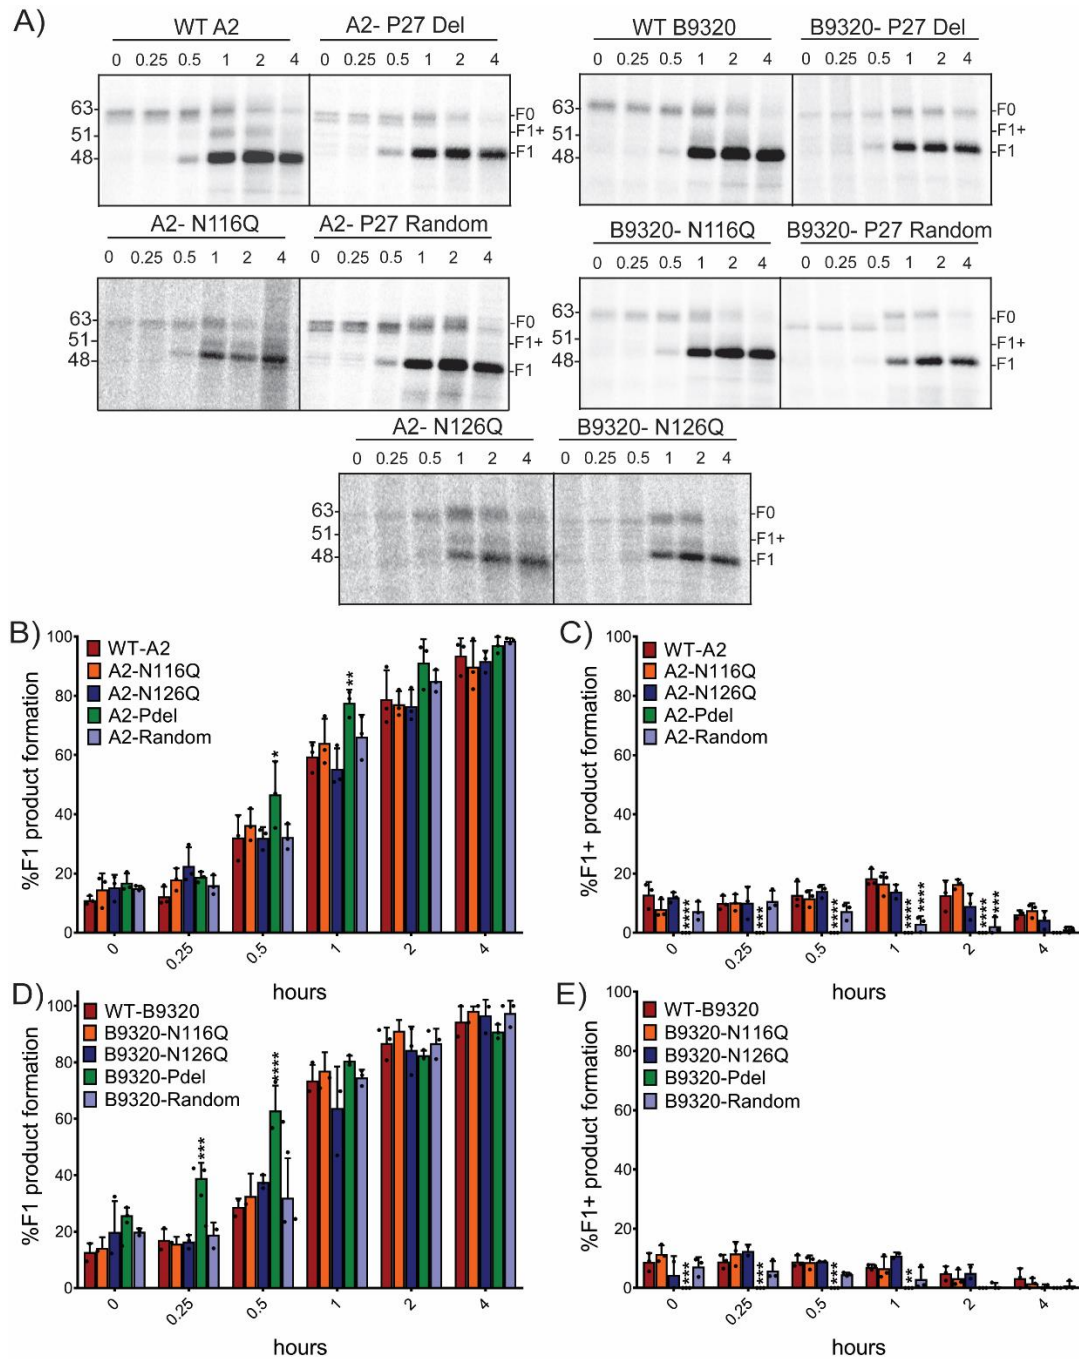 A)
WT A2 A2- P27 Del WT B9320 B9320- P27 Del
0 0.25 0.5 1 2 4 0 0.25 0.5 1 2 4 0 0.25 0.5 1 2 4 0 0.25 0.5 1 2 4
63- -F0 63- -F0
51- -F1+ 51- -F1+
48- -F1 48- -F1
A2- N116Q A2- P27 Random B9320- N116Q B9320- P27 Random
0 0.25 0.5 1 2 4 0 0.25 0.5 1 2 4 0 0.25 0.5 1 2 4 0 0.25 0.5 1 2 4
63- -F0 63- -F0
51- -F1+ 51- -F1+
48- -F1 48- -F1
A2- N126Q B9320- N126Q
0 0.25 0.5 1 2 4 0 0.25 0.5 1 2 4
63- -F0
51- -F1+
48- -F1
B)
%F1 product formation
100
80
60
40
20
0
WT-A2
A2-N116Q
A2-N126Q
A2-Pdel
A2-Random
*
**
0 0.25 0.5 1 2 4
hours
C)
%F1+ product formation
100
80
60
40
20
0
WT-A2
A2-N116Q
A2-N126Q
A2-Random
**** *** **** **** **** **** ***
0 0.25 0.5 1 2 4
hours
D)
%F1 product formation
100
80
60
40
20
0
WT-B9320
B9320-N116Q
B9320-N126Q
B9320-Pdel
B9320-Random
*** ****
0 0.25 0.5 1 2 4
hours
E)
%F1+ product formation
100
80
60
40
20
0
WT-B9320
B9320-N116Q
B9320-N126Q
B9320-Random
*** *** *** **
0 0.25 0.5 1 2 4
hours